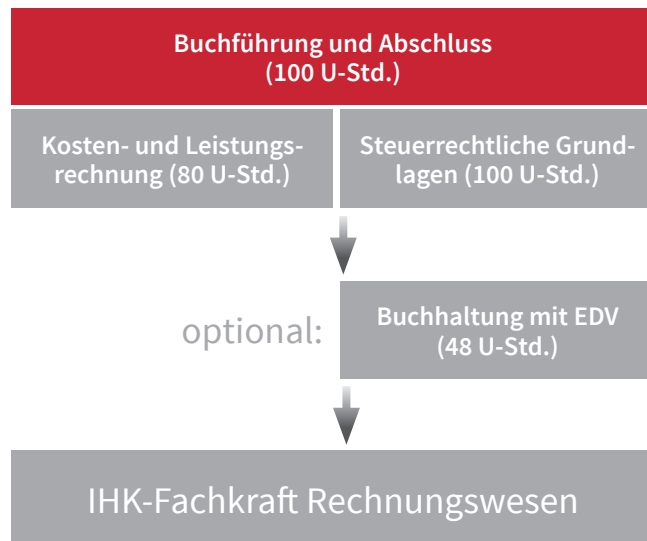 Buchführung und Abschluss
(100 U-Std.)
Kosten- und Leistungs-
rechnung (80 U-Std.)
Steuerrechtliche Grund-
lagen (100 U-Std.)
optional:
Buchhaltung mit EDV
(48 U-Std.)
IHK-Fachkraft Rechnungswesen